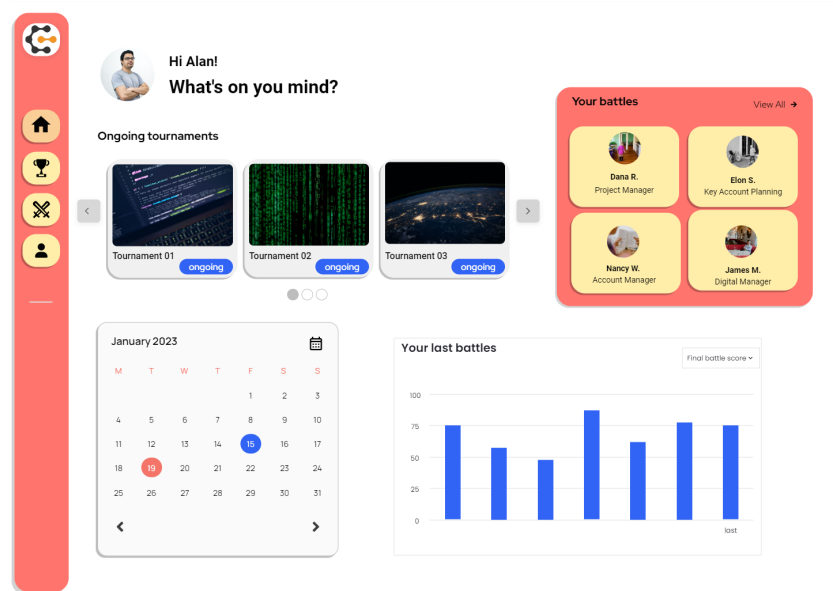 Hi Alan!
What's on you mind?
Ongoing tournaments
Tournament 01
ongoing
Tournament 02
ongoing
Tournament 03
ongoing
Your battles
View All
Dana R.
Project Manager
Elon S.
Key Account Planning
Nancy W.
Account Manager
James M.
Digital Manager
January 2023
M T W T F S S
1 2 3
4 5 6 7 8 9 10
11 12 13 14 15 16 17
18 19 20 21 22 23 24
25 26 27 28 29 30 31
Your last battles
Final battle score
100
75
50
25
0
last